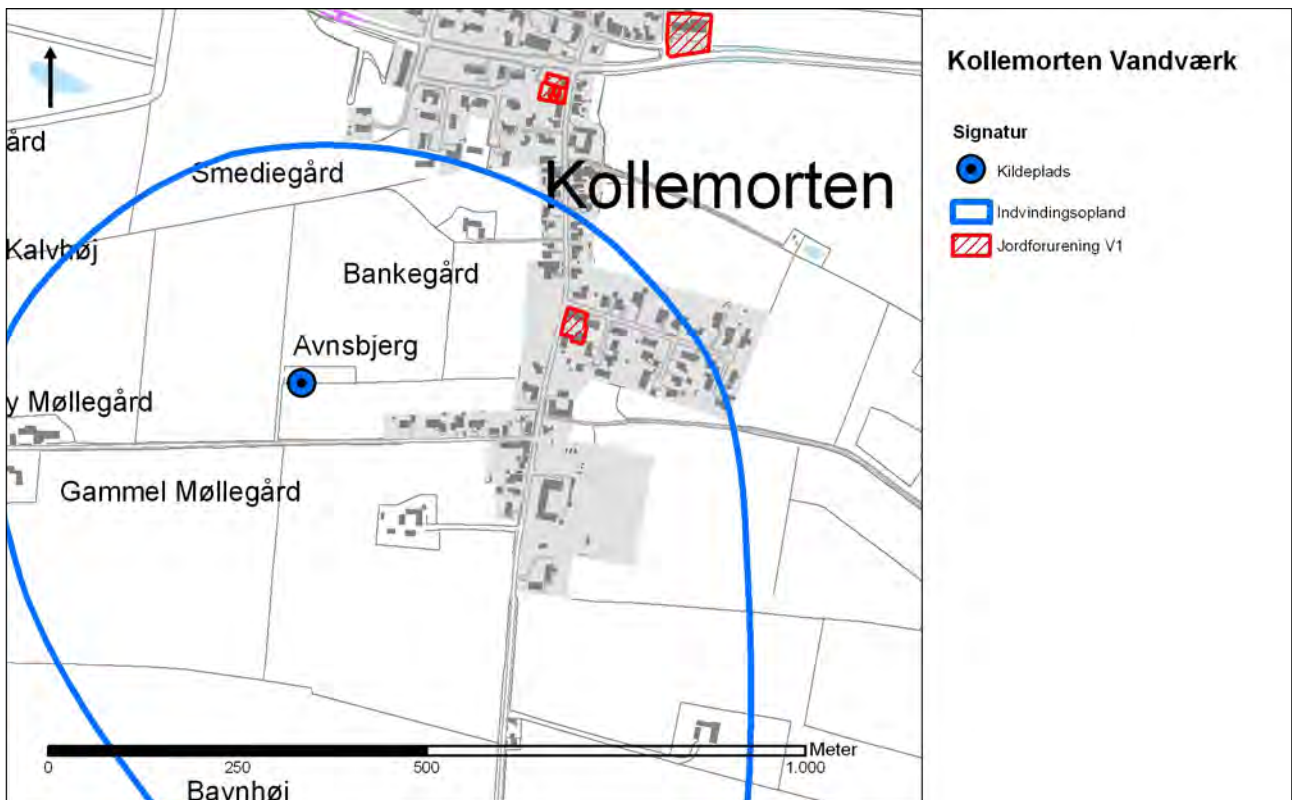 Kollemorten Vandværk
Signatur
Kildeplads
Indvindingsopland
Jordforurening V1
ård
Smediegård
Kollemorten
Kalvhøj
Bankegård
Avnsbjerg
y Møllegård
Gammel Møllegård
Meter
0 250 500 1.000
Bavnhøj